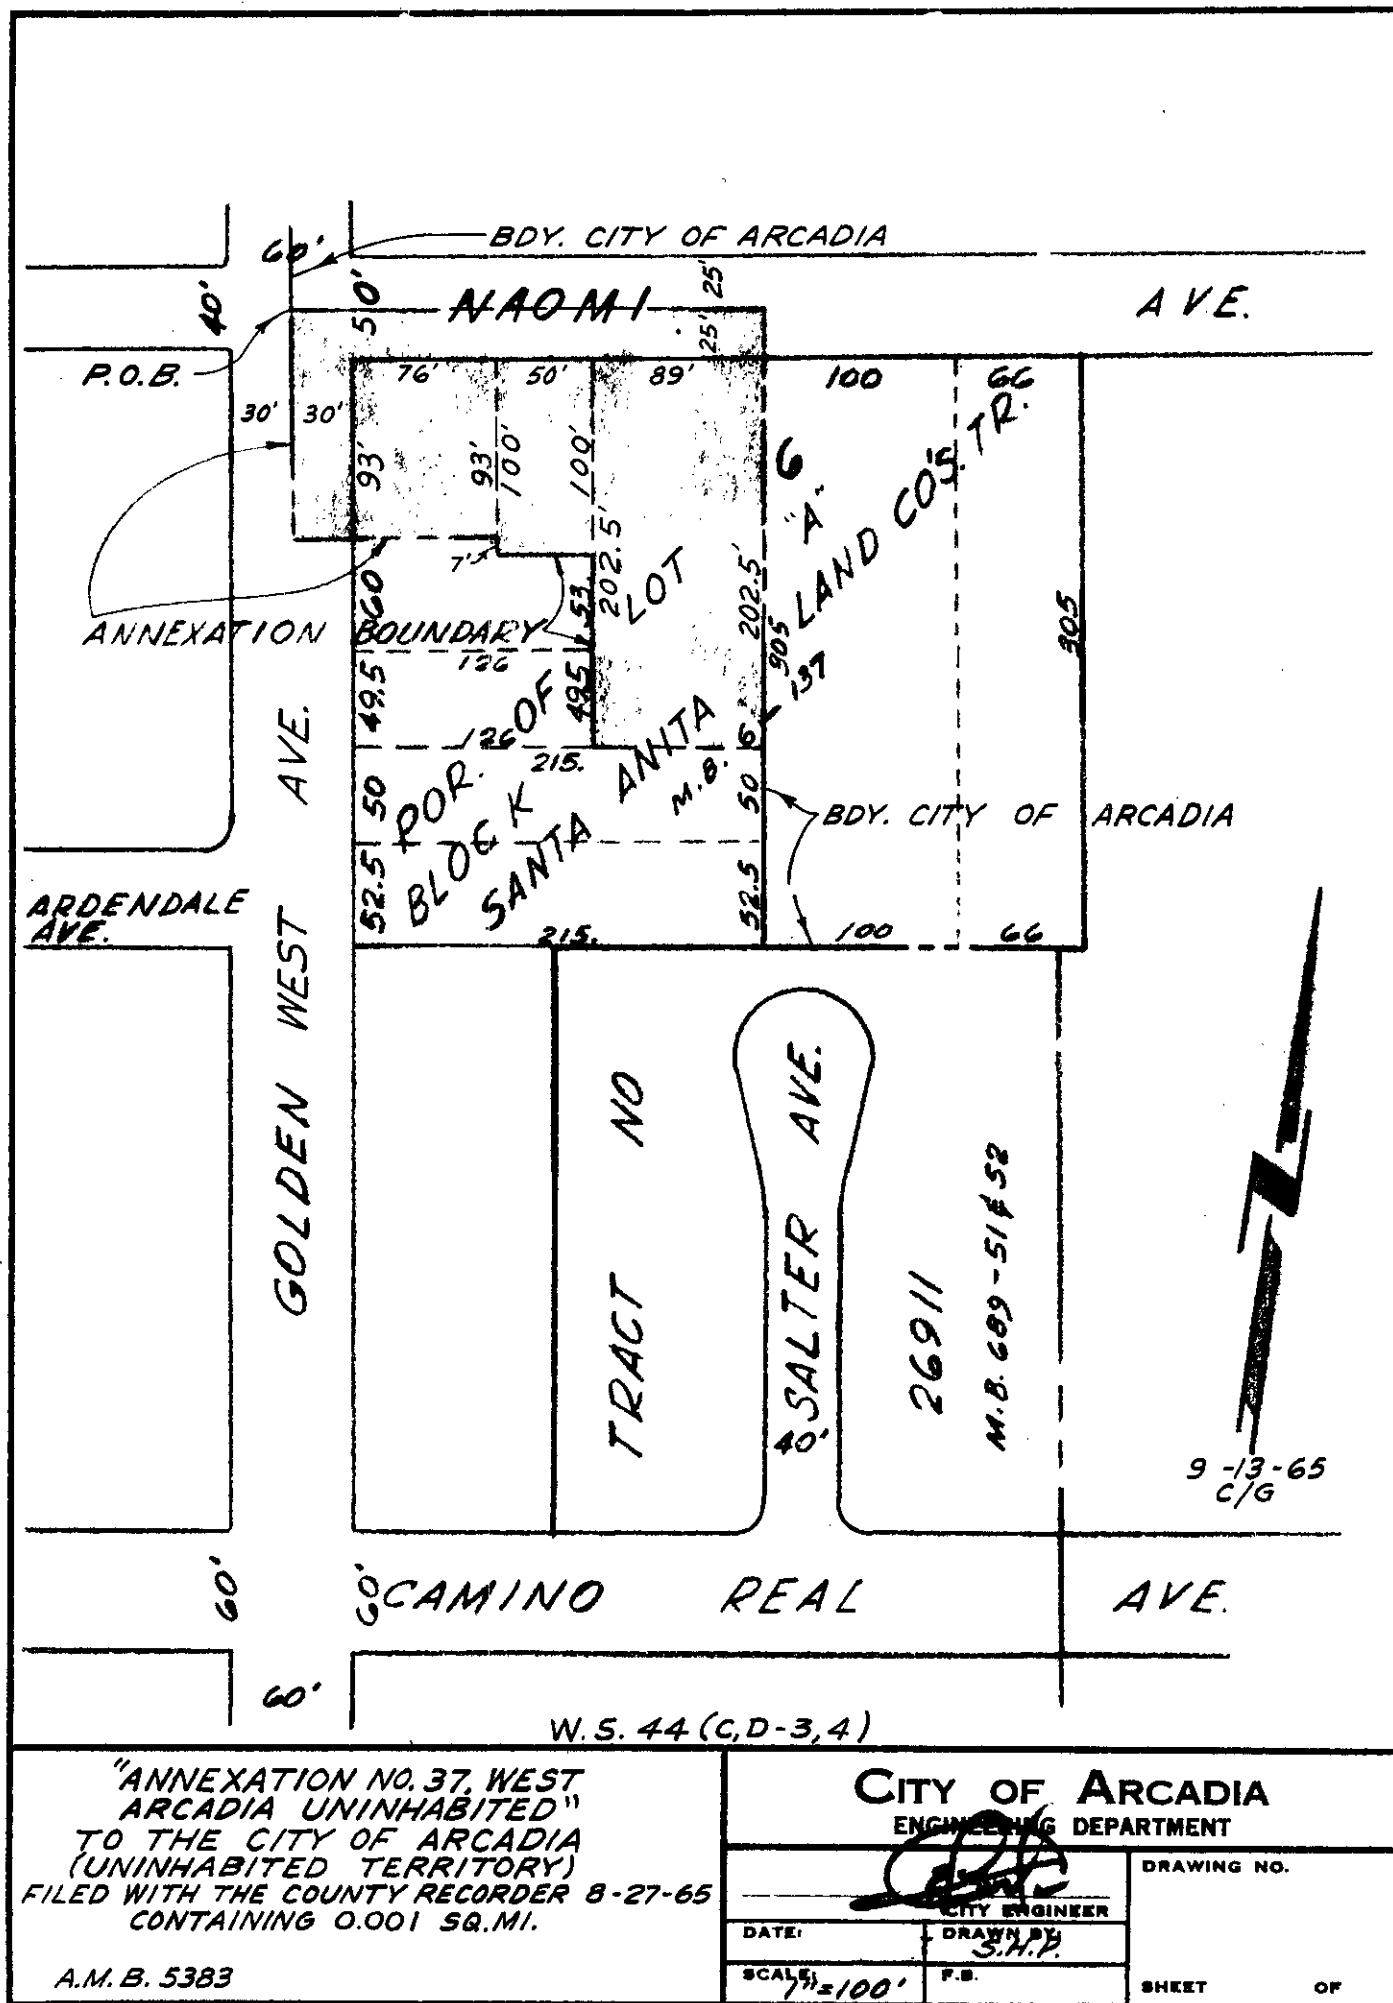 BDY. CITY OF ARCADIA
60'
40'
50'
NAOMI
25'
25'
AVE.
P.O.B.
76'
50'
89'
100
66
30'
30'
93'
93'
100'
100'
202.5'
202.5'
LOT
6
"A"
LAND CO'S. TR.
7'
60
53
ANNEXATION BOUNDARY
126
305
305
137
49.5
49.5
126
215.
6
POR. OF
BLOCK K
SANTA ANITA
M.B.
50
50
BDY. CITY OF ARCADIA
52.5
52.5
ARDENDALE
AVE.
215.
100
66
GOLDEN WEST AVE.
TRACT NO
26911
M.B. 689-51 & 52
SALTER AVE.
40'
9-13-65
C/G
60'
60'
CAMINO REAL AVE.
60'
W.S. 44 (C,D-3,4)
"ANNEXATION NO. 37, WEST
ARCADIA UNINHABITED"
TO THE CITY OF ARCADIA
(UNINHABITED TERRITORY)
FILED WITH THE COUNTY RECORDER 8-27-65
CONTAINING 0.001 SQ.MI.
A.M.B. 5383
CITY OF ARCADIA
ENGINEERING DEPARTMENT
CITY ENGINEER
DRAWING NO.
DATE:
DRAWN BY:
S.H.P.
SCALE:
1"=100'
F.B.
SHEET OF